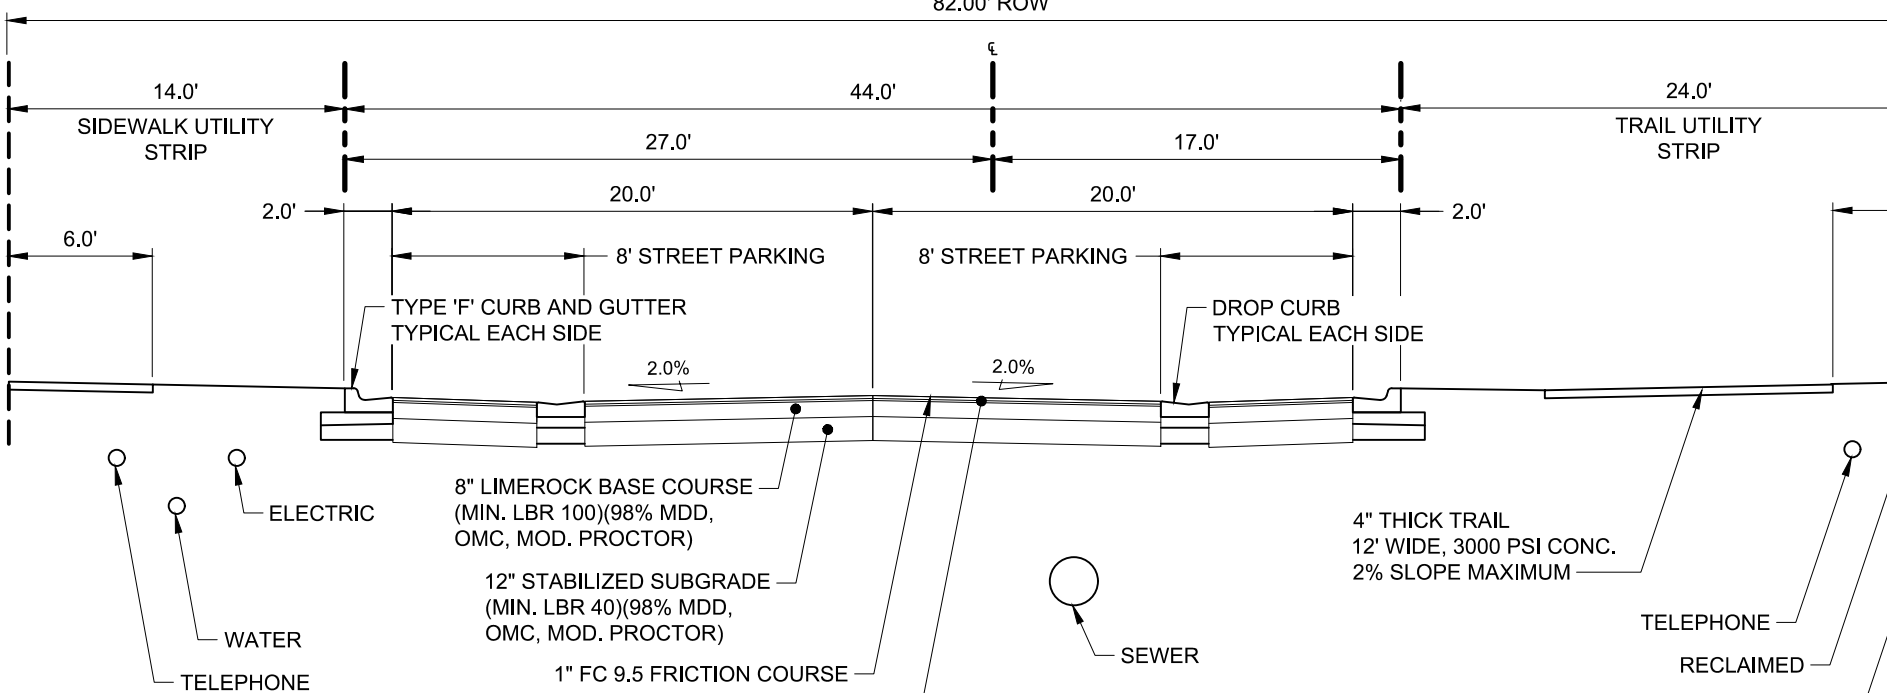 82.00' ROW
℄
14.0'
44.0'
24.0'
SIDEWALK UTILITY
STRIP
TRAIL UTILITY
STRIP
27.0'
17.0'
2.0'
20.0'
20.0'
2.0'
6.0'
8' STREET PARKING
8' STREET PARKING
TYPE 'F' CURB AND GUTTER
TYPICAL EACH SIDE
DROP CURB
TYPICAL EACH SIDE
2.0%
2.0%
ELECTRIC
8" LIMEROCK BASE COURSE
(MIN. LBR 100)(98% MDD,
OMC, MOD. PROCTOR)
4" THICK TRAIL
12' WIDE, 3000 PSI CONC.
2% SLOPE MAXIMUM
12" STABILIZED SUBGRADE
(MIN. LBR 40)(98% MDD,
OMC, MOD. PROCTOR)
WATER
TELEPHONE
1" FC 9.5 FRICTION COURSE
SEWER
TELEPHONE
RECLAIMED